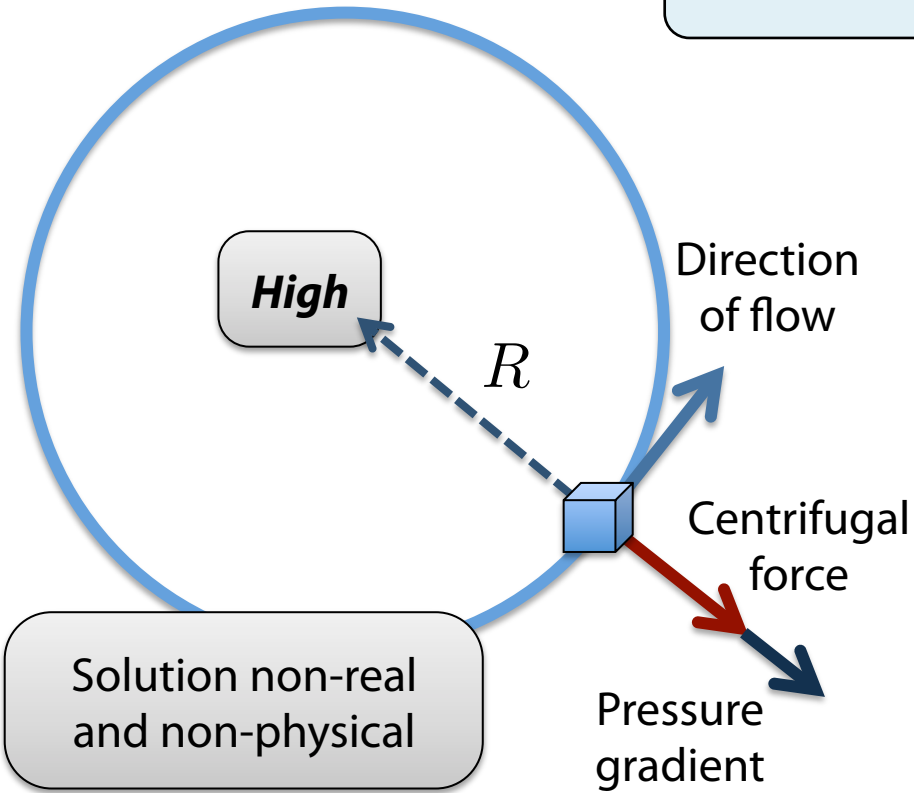 High
R
Direction
of flow
Centrifugal
force
Pressure
gradient
Solution non-real
and non-physical